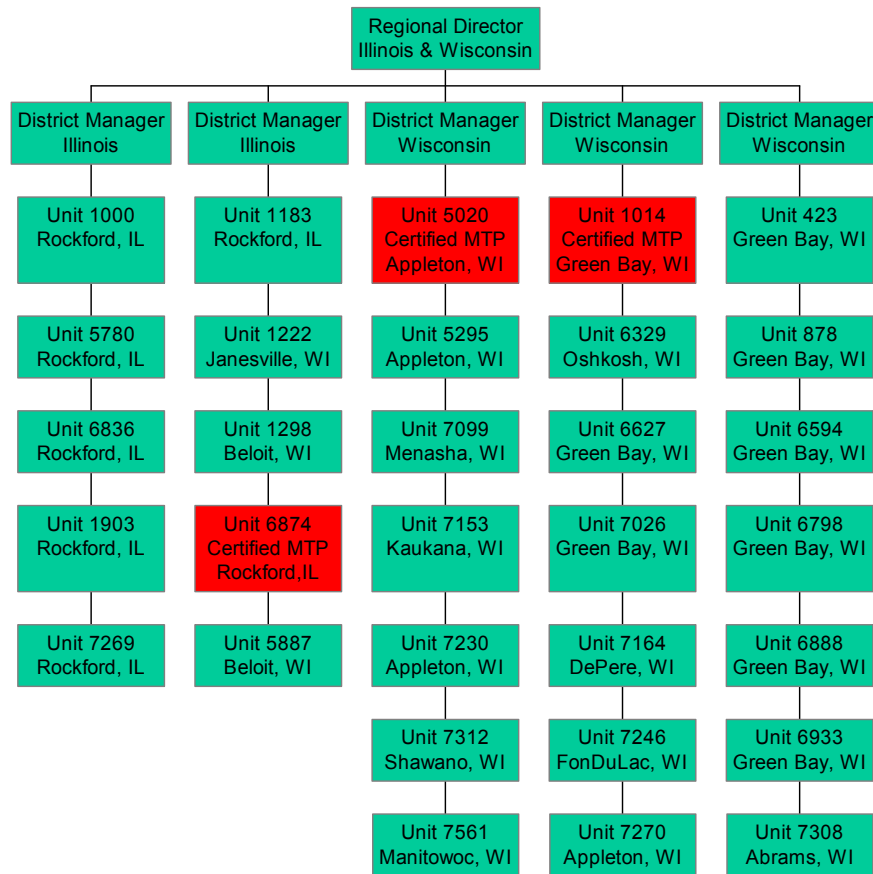 Regional Director
Illinois & Wisconsin
District Manager
Illinois
District Manager
Illinois
District Manager
Wisconsin
District Manager
Wisconsin
District Manager
Wisconsin
Unit 1000
Rockford, IL
Unit 1183
Rockford, IL
Unit 5020
Certified MTP
Appleton, WI
Unit 1014
Certified MTP
Green Bay, WI
Unit 423
Green Bay, WI
Unit 5780
Rockford, IL
Unit 1222
Janesville, WI
Unit 5295
Appleton, WI
Unit 6329
Oshkosh, WI
Unit 878
Green Bay, WI
Unit 6836
Rockford, IL
Unit 1298
Beloit, WI
Unit 7099
Menasha, WI
Unit 6627
Green Bay, WI
Unit 6594
Green Bay, WI
Unit 1903
Rockford, IL
Unit 6874
Certified MTP
Rockford,IL
Unit 7153
Kaukana, WI
Unit 7026
Green Bay, WI
Unit 6798
Green Bay, WI
Unit 7269
Rockford, IL
Unit 5887
Beloit, WI
Unit 7230
Appleton, WI
Unit 7164
DePere, WI
Unit 6888
Green Bay, WI
Unit 7312
Shawano, WI
Unit 7246
FonDuLac, WI
Unit 6933
Green Bay, WI
Unit 7561
Manitowoc, WI
Unit 7270
Appleton, WI
Unit 7308
Abrams, WI